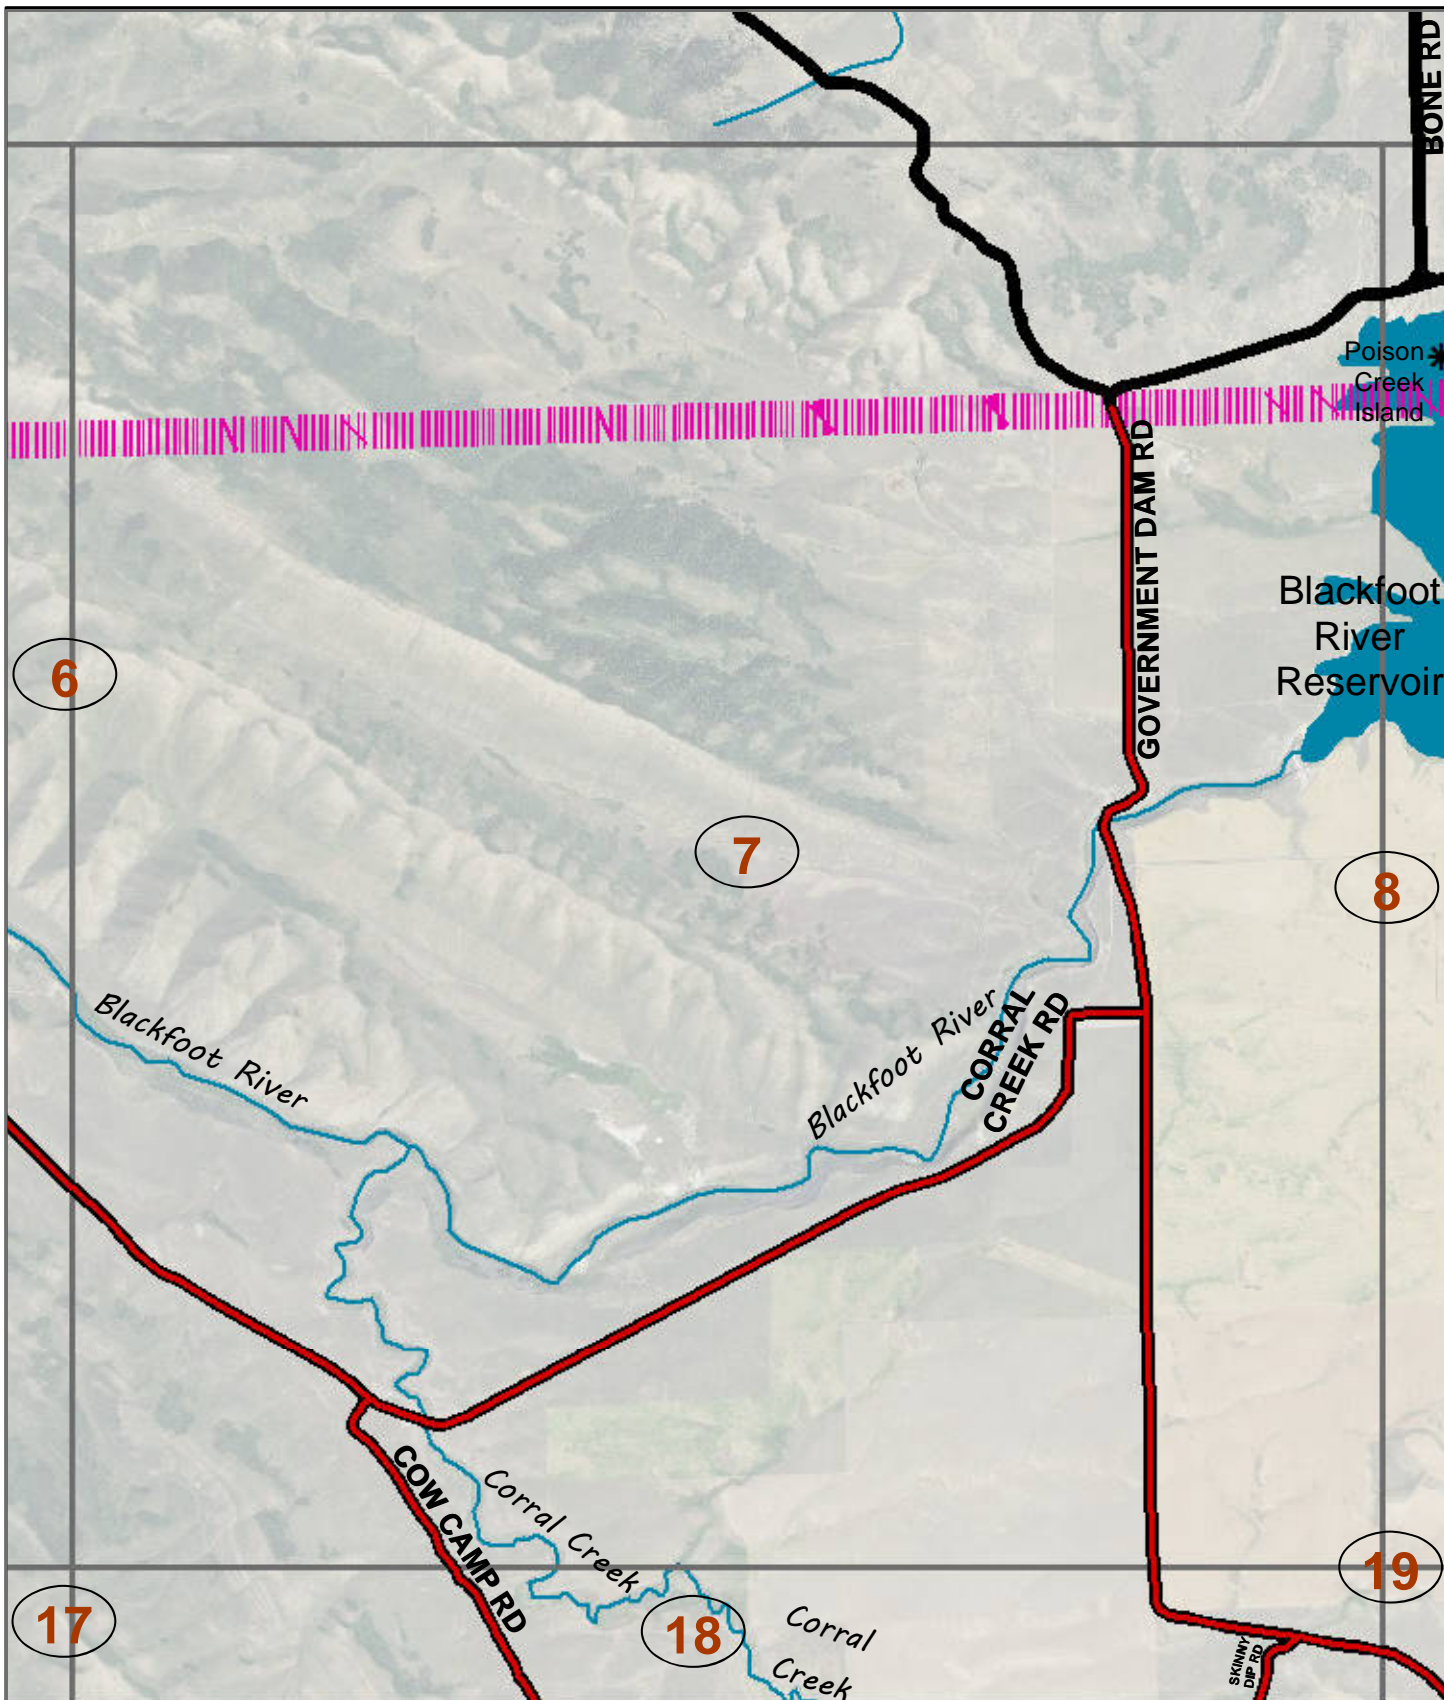 BONE RD
Poison
Creek
Island
GOVERNMENT DAM RD
Blackfoot
River
Reservoir
6
7
8
Blackfoot River
Blackfoot River
CORRAL
CREEK RD
COW CAMP RD
Corral Creek
19
17
18
Corral
Creek
SKINNY
DIP RD